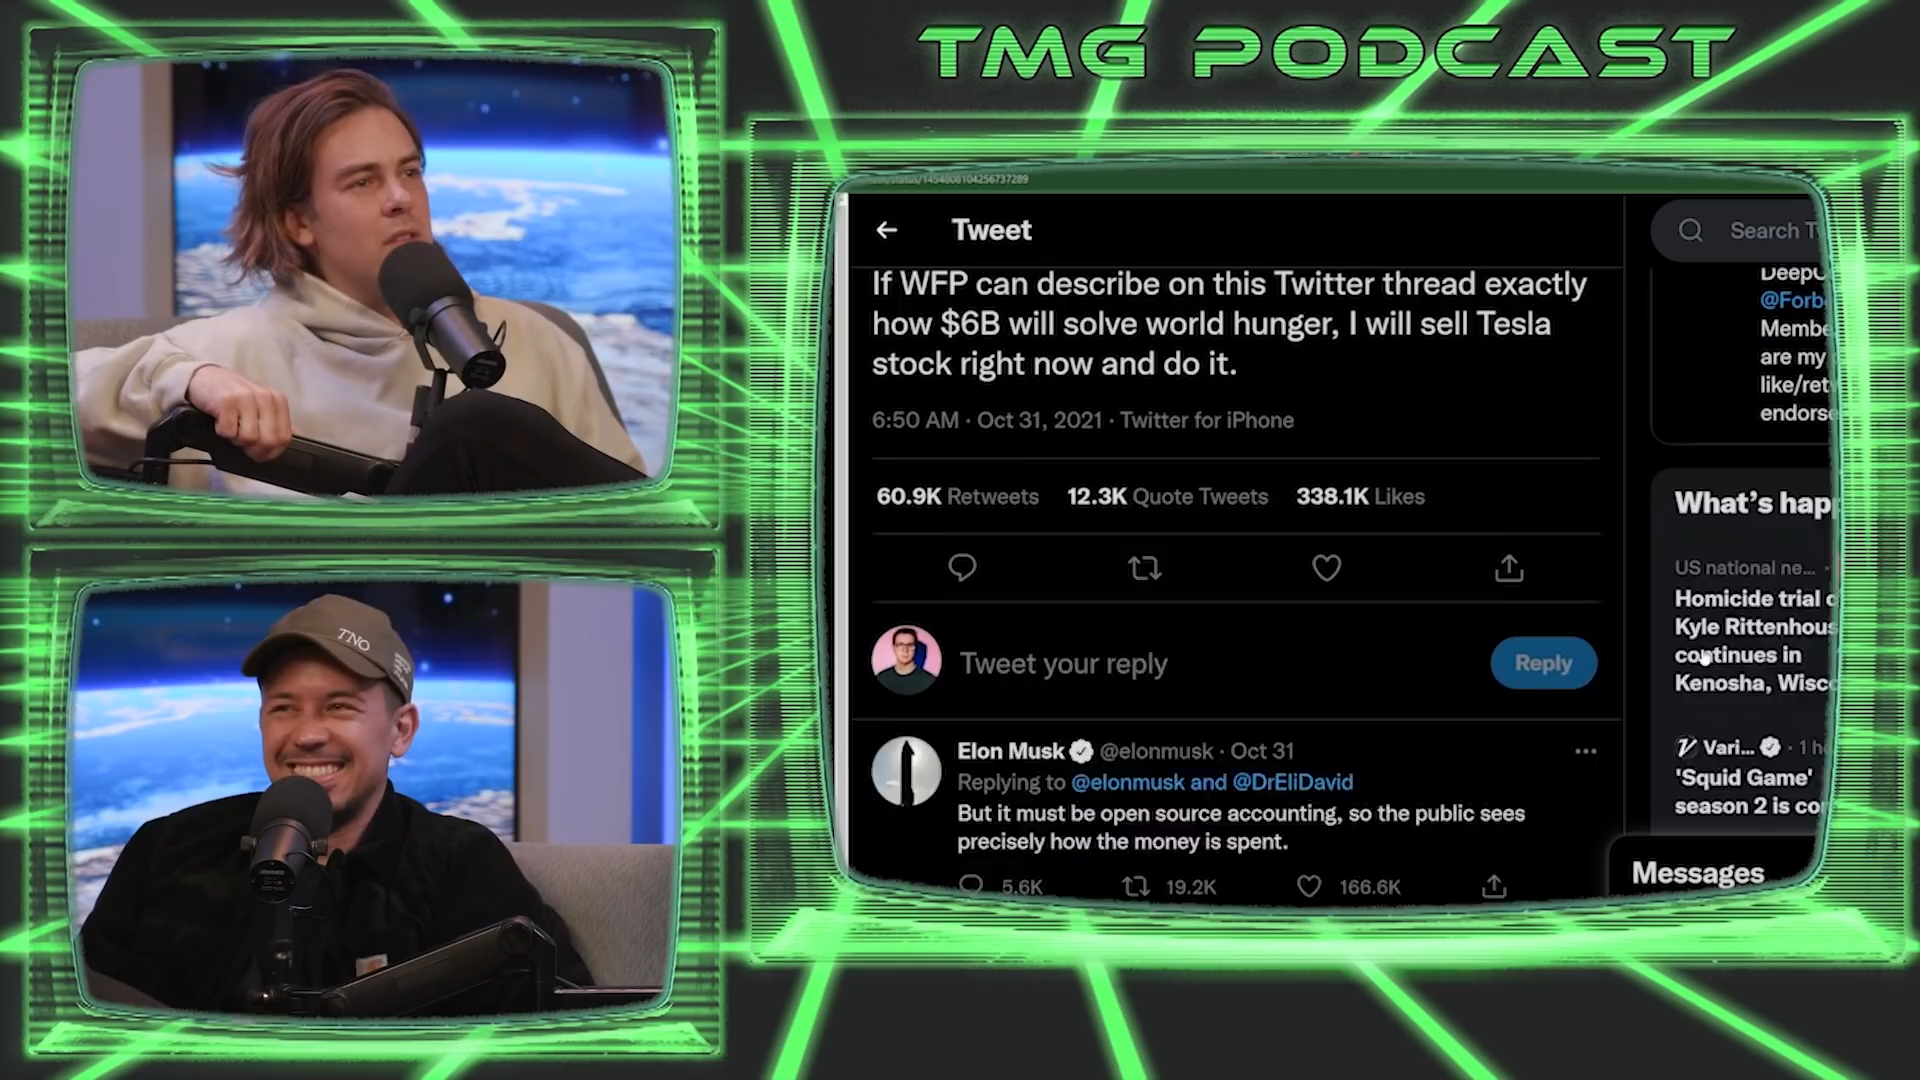 TMG PODCAST
/status/1454808104256737289
Tweet
If WFP can describe on this Twitter thread exactly
how $6B will solve world hunger, I will sell Tesla
stock right now and do it.
6:50 AM · Oct 31, 2021 · Twitter for iPhone
60.9K Retweets 12.3K Quote Tweets 338.1K Likes
Tweet your reply
Reply
Elon Musk @elonmusk · Oct 31
Replying to @elonmusk and @DrEliDavid
But it must be open source accounting, so the public sees
precisely how the money is spent.
5.6K 19.2K 166.6K
Search T
@Forb
Membe
are my
like/ret
endorse
What's hap
US national ne... ·
Homicide trial
Kyle Rittenhous
continues in
Kenosha, Wisc
Vari... · 1h
'Squid Game'
season 2 is co
Messages
TNO